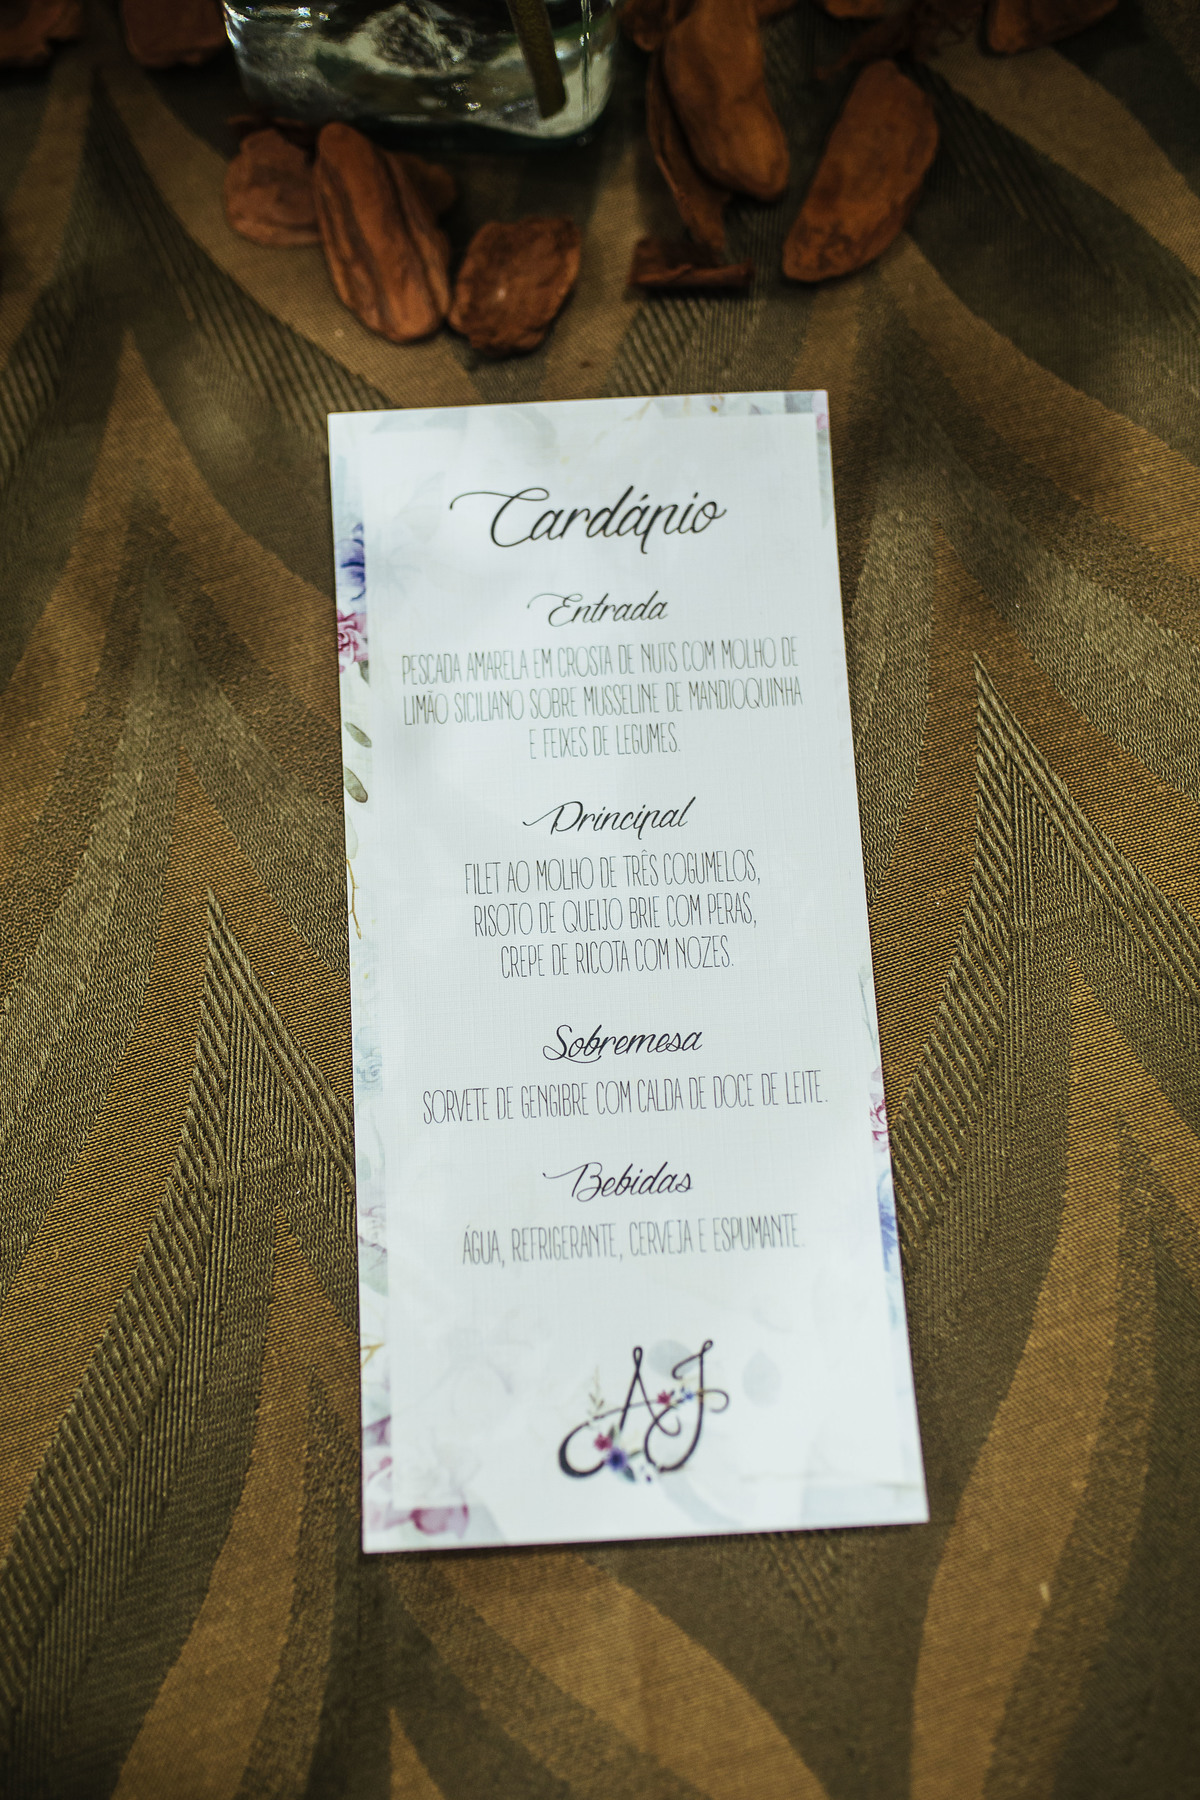 Cardápio
Entrada
PESCADA AMARELA EM CROSTA DE NUTS COM MOLHO DE
LIMÃO SICILIANO SOBRE MUSSELINE DE MANDIOQUINHA
E FEIXES DE LEGUMES.
Principal
FILET AO MOLHO DE TRÊS COGUMELOS,
RISOTO DE QUEIJO BRIE COM PERAS,
CREPE DE RICOTA COM NOZES.
Sobremesa
SORVETE DE GENGIBRE COM CALDA DE DOCE DE LEITE.
Bebidas
ÁGUA, REFRIGERANTE, CERVEJA E ESPUMANTE.
AJ